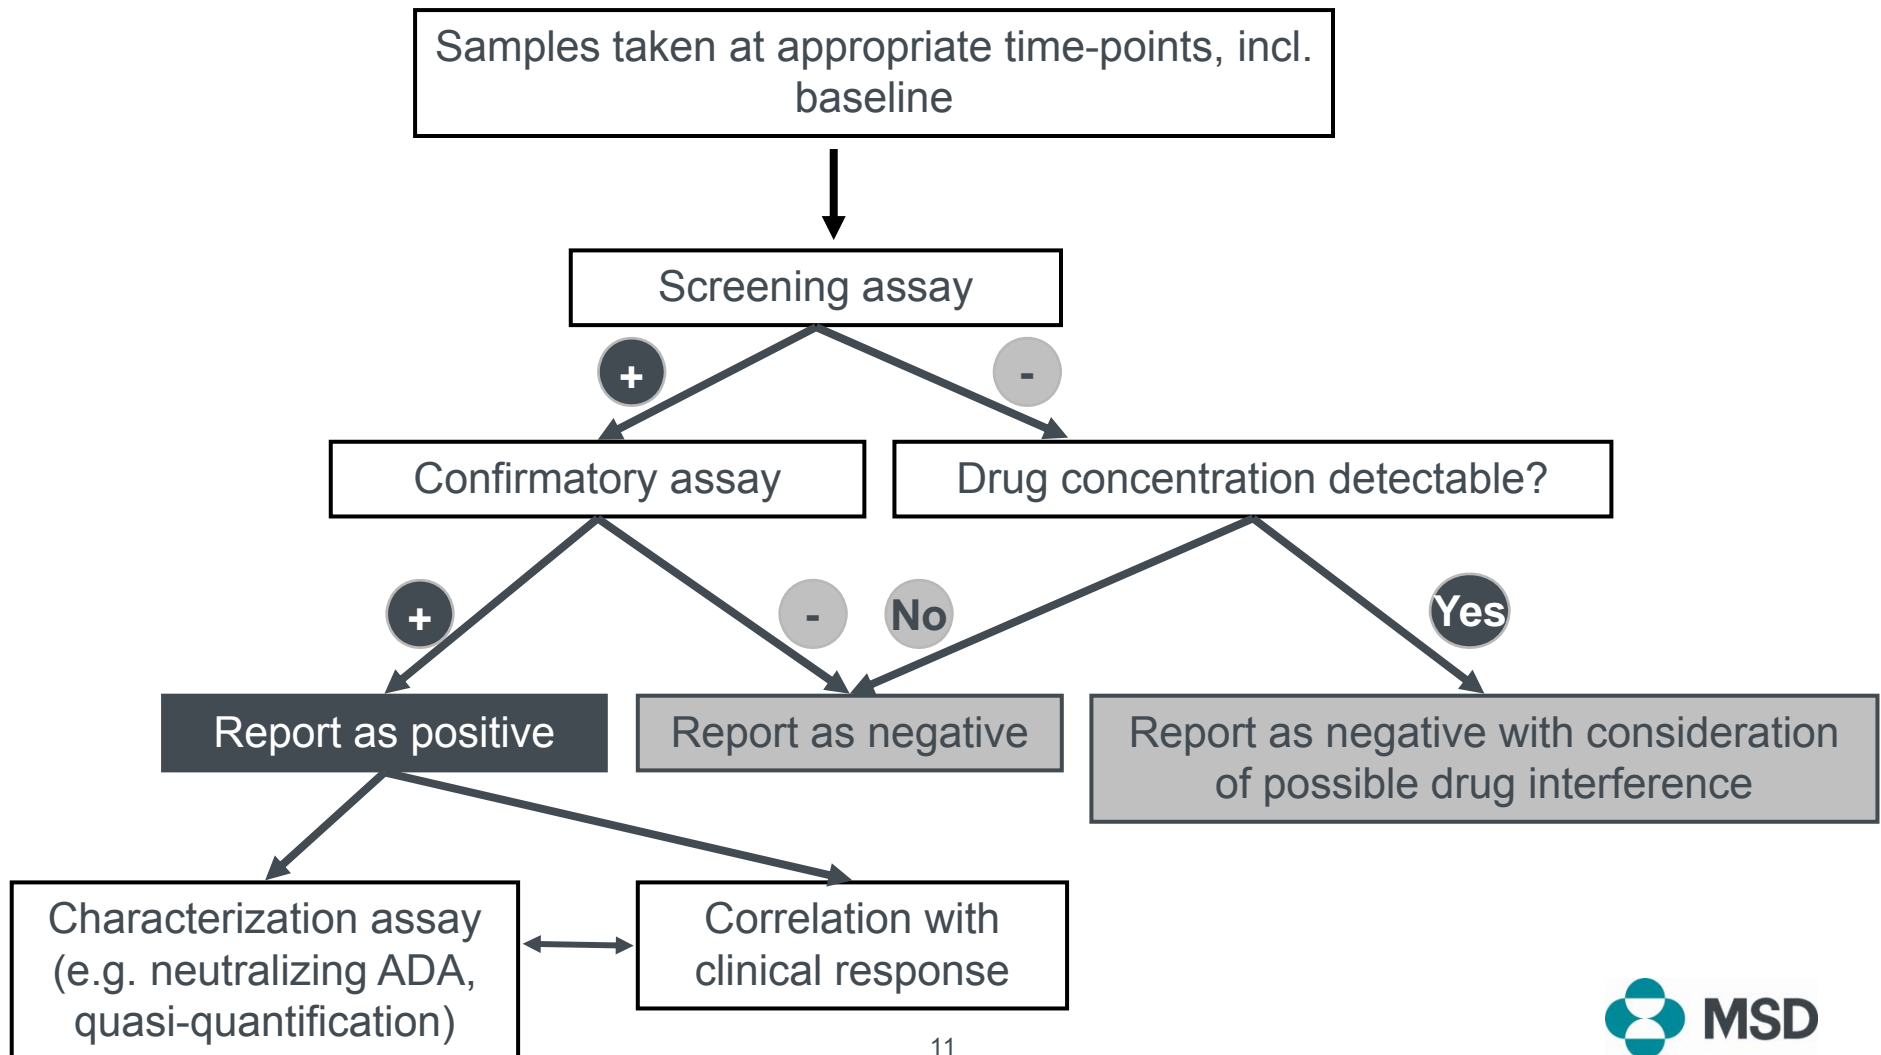 Samples taken at appropriate time-points, incl.
baseline
Screening assay
+
-
Confirmatory assay
Drug concentration detectable?
+
-
No
Yes
Report as positive
Report as negative
Report as negative with consideration
of possible drug interference
Characterization assay
(e.g. neutralizing ADA,
quasi-quantification)
Correlation with
clinical response
11
MSD